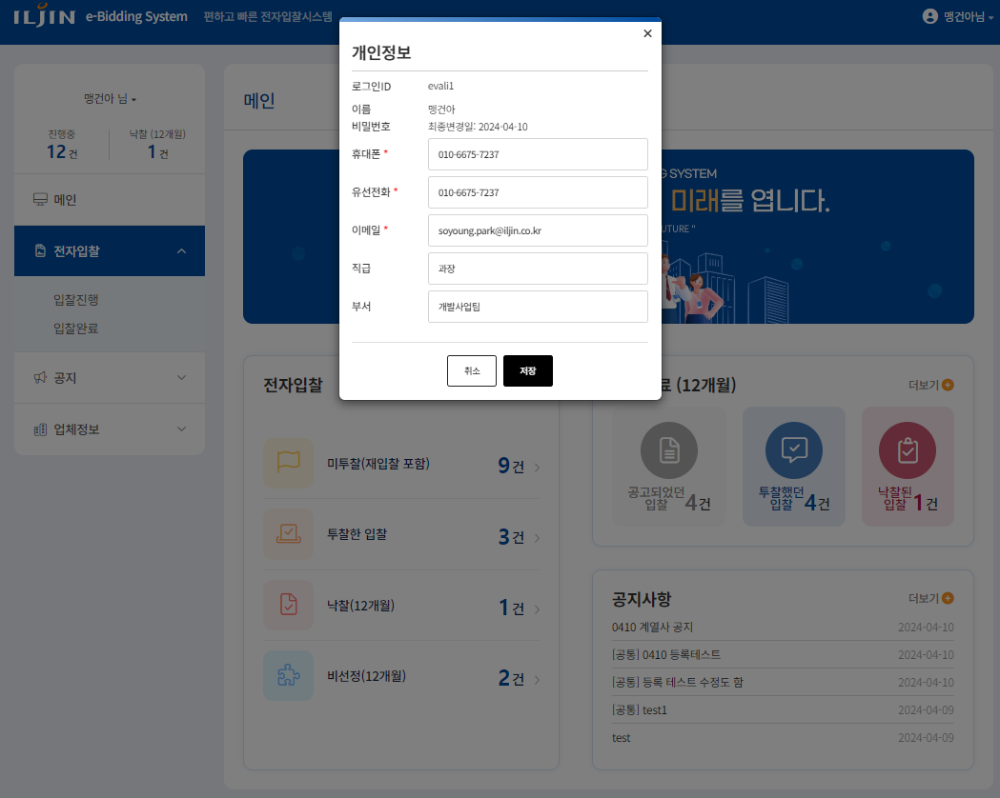 ILJIN e-Bidding System 편하고 빠른 전자입찰시스템
맹건아님
맹건아 님
진행중
12 건
낙찰 (12개월)
1 건
메인
전자입찰
입찰진행
입찰완료
공지
업체정보
메인
SYSTEM
미래를 엽니다.
"
개인정보
로그인ID evali1
이름 맹건아
비밀번호 최종변경일: 2024-04-10
휴대폰 * 010-6675-7237
유선전화 * 010-6675-7237
이메일 * soyoung.park@iljin.co.kr
직급 과장
부서 개발사업팀
취소 저장
전자입찰
미투찰(재입찰 포함) 9건
투찰한 입찰 3건
낙찰(12개월) 1건
비선정(12개월) 2건
(12개월) 더보기
공고되었던
입찰 4건
투찰했던
입찰 4건
낙찰된
입찰 1건
공지사항 더보기
0410 계열사 공지 2024-04-10
[공통] 0410 등록테스트 2024-04-10
[공통] 등록 테스트 수정도 함 2024-04-10
[공통] test1 2024-04-09
test 2024-04-09